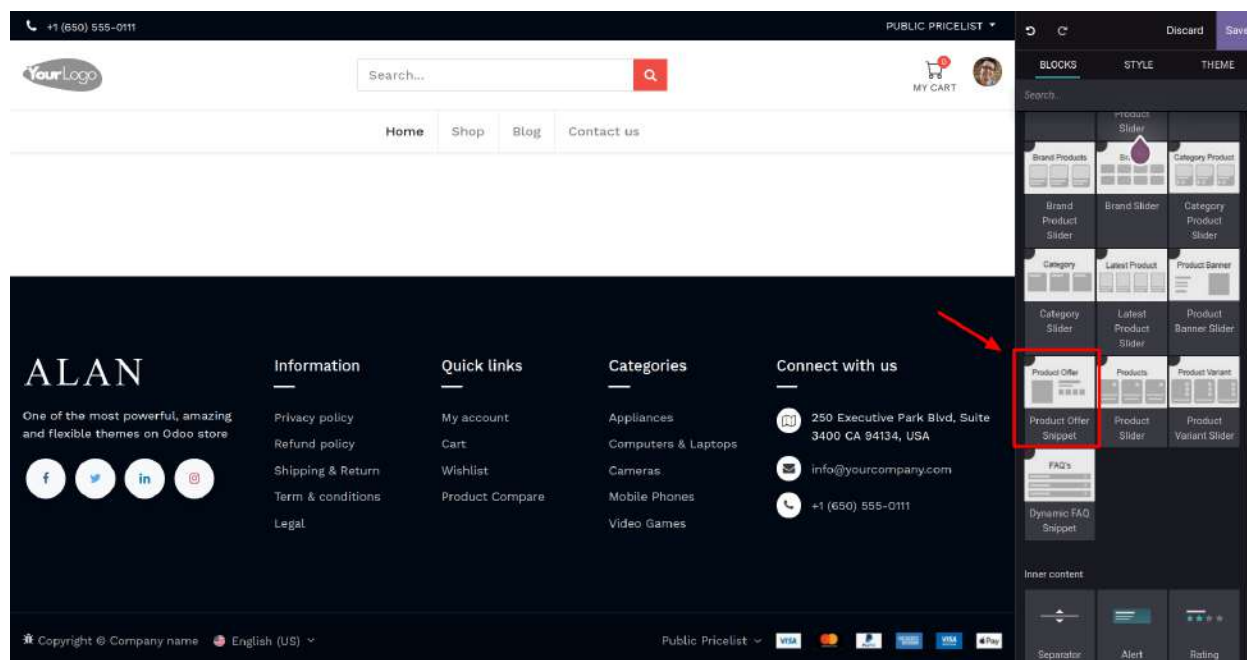 +1 (650) 555-0111
PUBLIC PRICELIST
YourLogo
Search...
0
MY CART
Home
Shop
Blog
Contact us
ALAN
One of the most powerful, amazing
and flexible themes on Odoo store
Information
Privacy policy
Refund policy
Shipping & Return
Term & conditions
Legal
Quick links
My account
Cart
Wishlist
Product Compare
Categories
Appliances
Computers & Laptops
Cameras
Mobile Phones
Video Games
Connect with us
250 Executive Park Blvd, Suite
3400 CA 94134, USA
info@yourcompany.com
+1 (650) 555-0111
Copyright © Company name
English (US)
Public Pricelist
VISA
VISA
Pay
Discard
Save
BLOCKS
STYLE
THEME
Search...
Product
Slider
Brand Products
Category Product
Brand
Product
Slider
Brand Slider
Category
Product
Slider
Category
Latest Product
Product Banner
Category
Slider
Latest
Product
Slider
Product
Banner Slider
Product Offer
Products
Product Variant
Product Offer
Snippet
Product
Slider
Product
Variant Slider
FAQ's
Dynamic FAQ
Snippet
Inner content
Separator
Alert
Rating